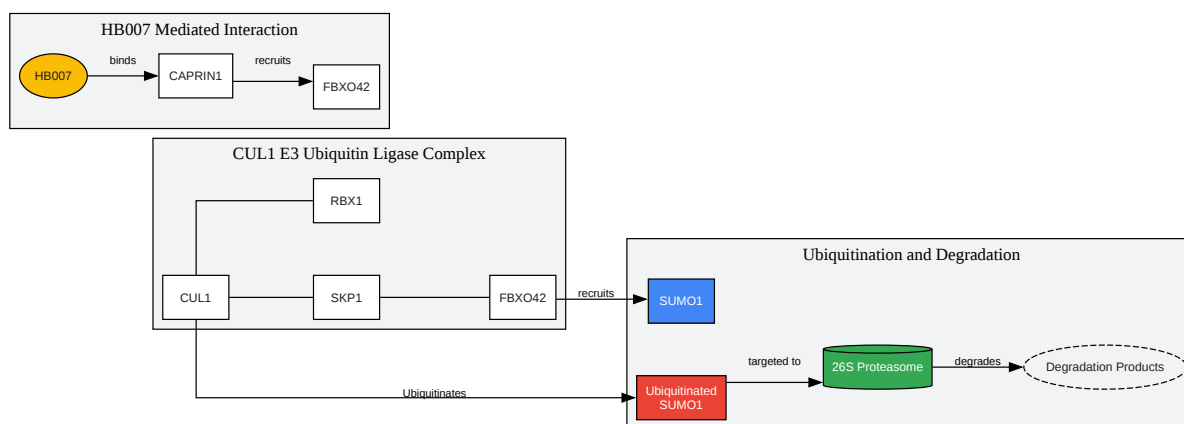 HB007 Mediated Interaction
HB007
binds
CAPRIN1
recruits
FBXO42
CUL1 E3 Ubiquitin Ligase Complex
RBX1
CUL1
SKP1
FBXO42
recruits
Ubiquitinates
Ubiquitination and Degradation
SUMO1
Ubiquitinated
SUMO1
targeted to
26S Proteasome
degrades
Degradation Products